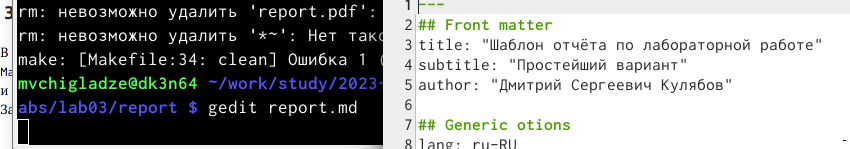 rm: невозможно удалить 'report.pdf':
rm: невозможно удалить '*~': Нет так
make: [Makefile:34: clean] Ошибка 1
mvchigladze@dk3n64 ~/work/study/2023-
abs/lab03/report $ gedit report.md
В
и
1 ---
2 ## Front matter
3 title: "Шаблон отчёта по лабораторной работе"
4 subtitle: "Простейший вариант"
5 author: "Дмитрий Сергеевич Кулябов"
6
7 ## Generic otions
8 lang: ru-RU